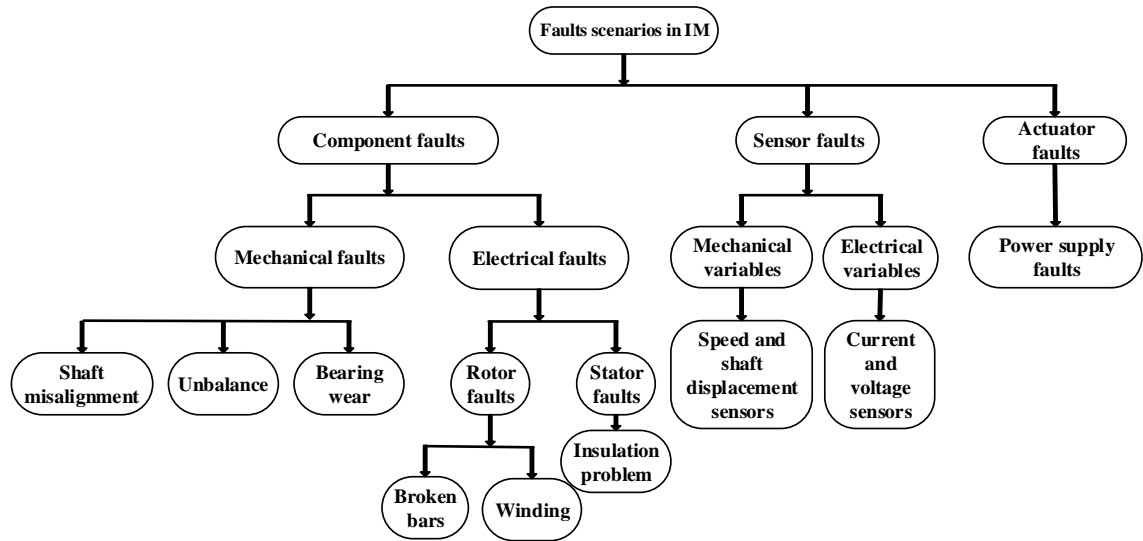 Faults scenarios in IM
Component faults
Sensor faults
Actuator
faults
Mechanical faults
Electrical faults
Mechanical
variables
Electrical
variables
Power supply
faults
Shaft
misalignment
Unbalance
Bearing
wear
Rotor
faults
Stator
faults
Speed and
shaft
displacement
sensors
Current
and
voltage
sensors
Broken
bars
Winding
Insulation
problem